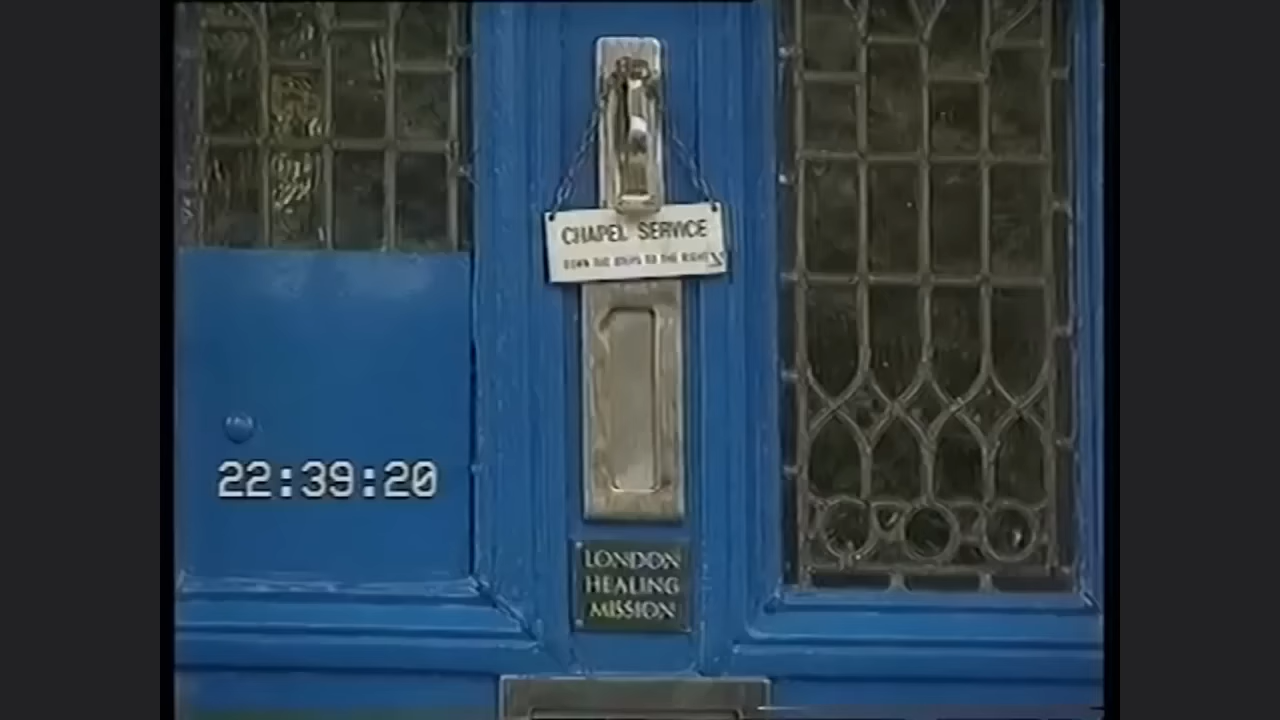 CHAPEL SERVICE
DOWN THE STEPS TO THE RIGHT
22:39:20
LONDON
HEALING
MISSION